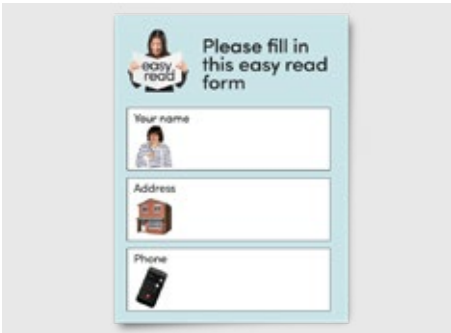 easy
read
Please fill in
this easy read
form
Your name
Address
Phone